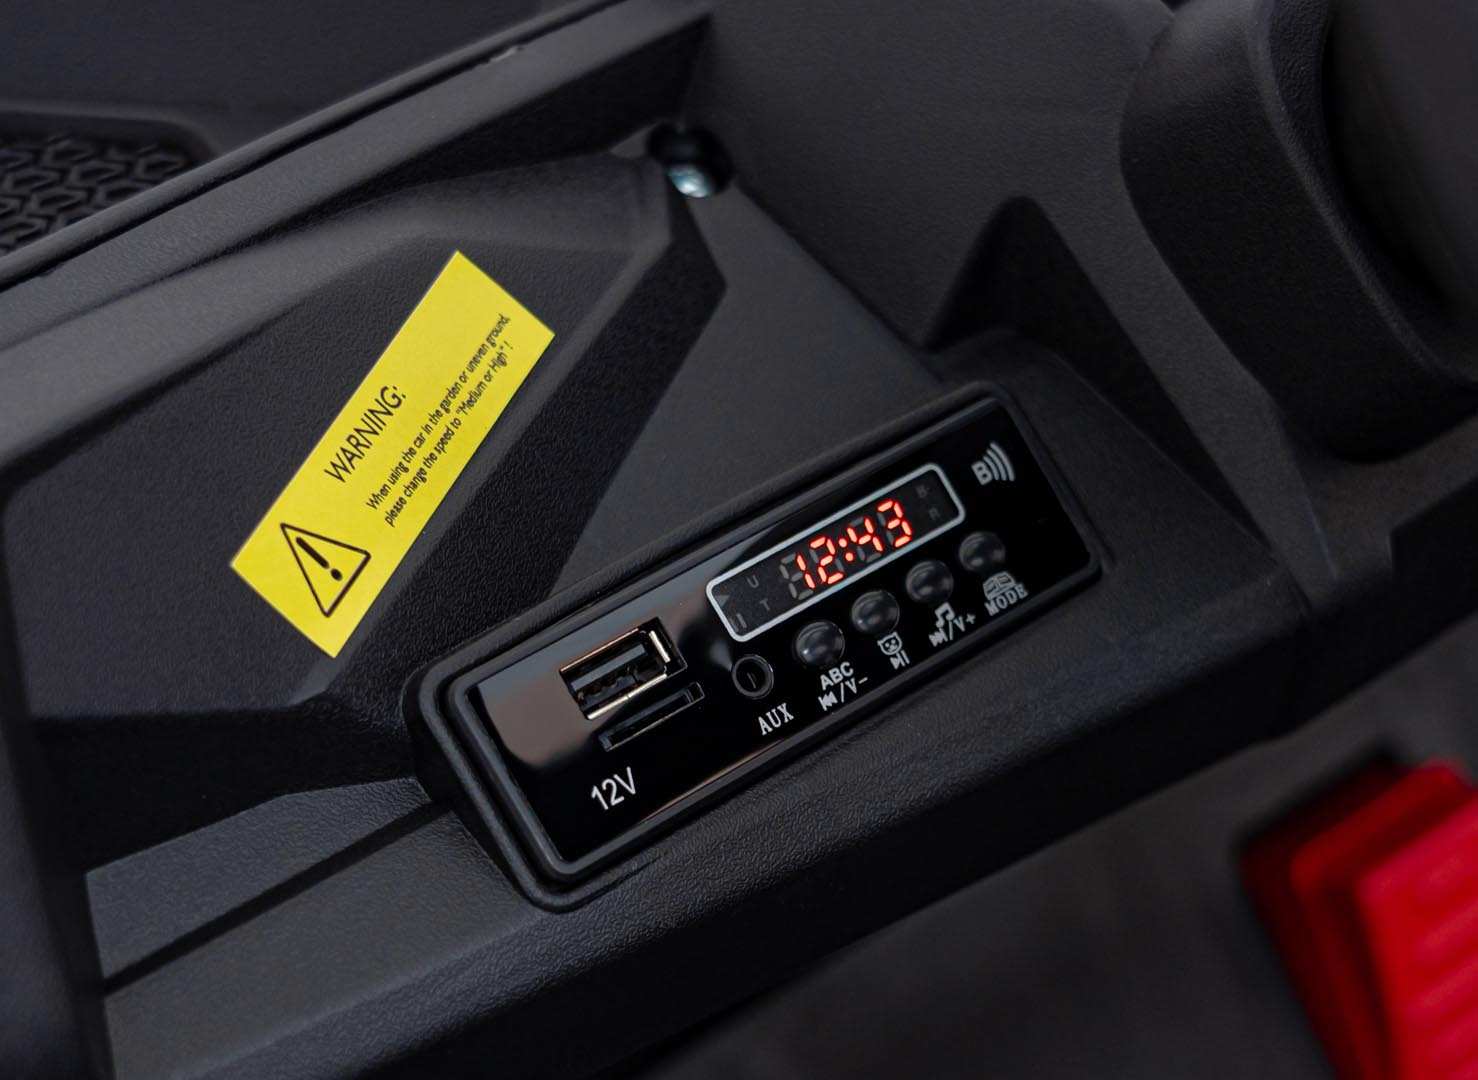 WARNING:
When using the car in the garden or uneven ground,
please change the speed to "Medium or High" !
B
U
T
12:43
AUX
ABC
/V-
/V+
MODE
12V